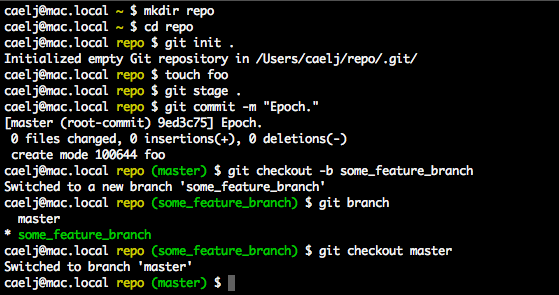 caelj@mac.local ~ $ mkdir repo
caelj@mac.local ~ $ cd repo
caelj@mac.local repo $ git init .
Initialized empty Git repository in /Users/caelj/repo/.git/
caelj@mac.local repo $ touch foo
caelj@mac.local repo $ git stage .
caelj@mac.local repo $ git commit -m "Epoch."
[master (root-commit) 9ed3c75] Epoch.
 0 files changed, 0 insertions(+), 0 deletions(-)
 create mode 100644 foo
caelj@mac.local repo (master) $ git checkout -b some_feature_branch
Switched to a new branch 'some_feature_branch'
caelj@mac.local repo (some_feature_branch) $ git branch
  master
* some_feature_branch
caelj@mac.local repo (some_feature_branch) $ git checkout master
Switched to branch 'master'
caelj@mac.local repo (master) $